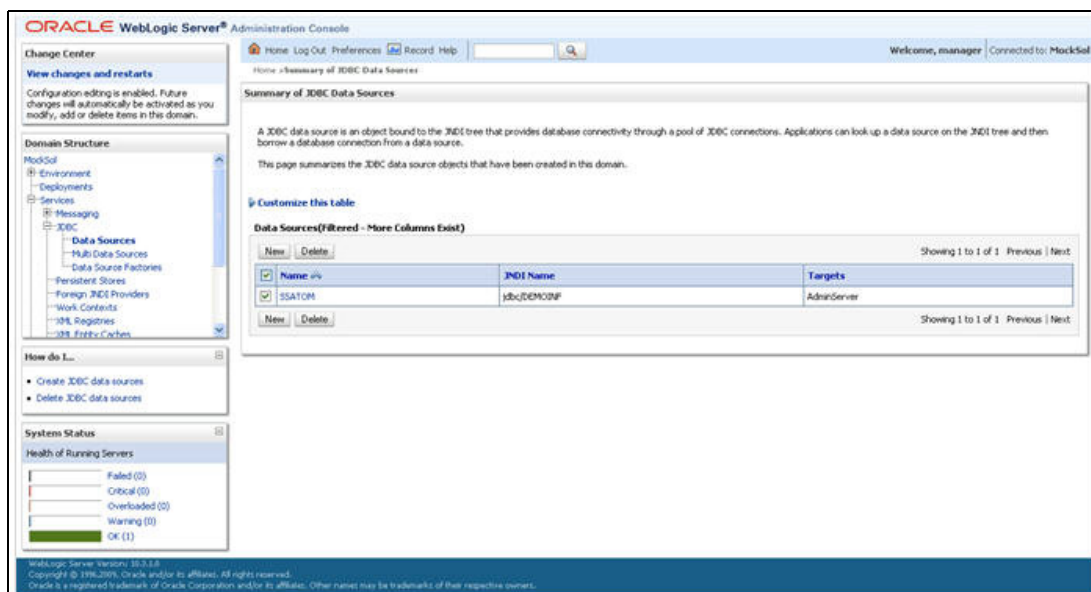 ORACLE WebLogic Server® Administration Console
Change Center
View changes and restarts
Configuration editing is enabled. Future
changes will automatically be activated as you
modify, add or delete items in this domain.
Domain Structure
MockSol
Environment
Deployments
Services
Messaging
JDBC
Data Sources
Multi Data Sources
Data Source Factories
Persistent Stores
Foreign JNDI Providers
Work Contexts
XML Registries
XML Entity Caches
How do I...
Create JDBC data sources
Delete JDBC data sources
System Status
Health of Running Servers
Failed (0)
Critical (0)
Overloaded (0)
Warning (0)
OK (1)
Home Log Out Preferences Record Help
Welcome, manager Connected to: MockSol
Home >Summary of JDBC Data Sources
Summary of JDBC Data Sources
A JDBC data source is an object bound to the JNDI tree that provides database connectivity through a pool of JDBC connections. Applications can look up a data source on the JNDI tree and then
borrow a database connection from a data source.
This page summarizes the JDBC data source objects that have been created in this domain.
Customize this table
Data Sources(Filtered - More Columns Exist)
New Delete Showing 1 to 1 of 1 Previous | Next
Name JNDI Name Targets
SSATOM jdbc/DEMOINF AdminServer
New Delete Showing 1 to 1 of 1 Previous | Next
WebLogic Server Version: 10.3.1.0
Copyright © 1996,2009, Oracle and/or its affiliates. All rights reserved.
Oracle is a registered trademark of Oracle Corporation and/or its affiliates. Other names may be trademarks of their respective owners.